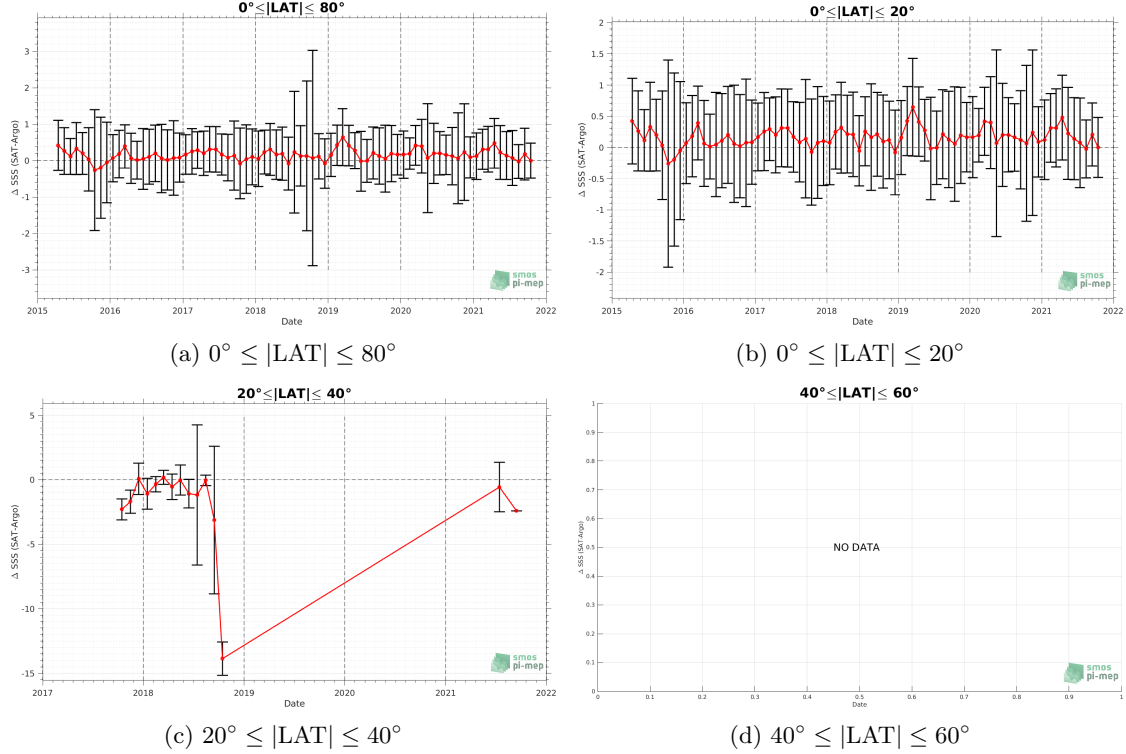 0°≤|LAT|≤ 80°
Δ SSS (SAT-Argo)
3
2
1
0
-1
-2
-3
2015 2016 2017 2018 2019 2020 2021 2022
Date
smos
pi-mep
(a) 0° ≤ |LAT| ≤ 80°
0°≤|LAT|≤ 20°
Δ SSS (SAT-Argo)
2
1.5
1
0.5
0
-0.5
-1
-1.5
-2
2015 2016 2017 2018 2019 2020 2021 2022
Date
smos
pi-mep
(b) 0° ≤ |LAT| ≤ 20°
20°≤|LAT|≤ 40°
Δ SSS (SAT-Argo)
5
0
-5
-10
-15
2017 2018 2019 2020 2021 2022
Date
smos
pi-mep
(c) 20° ≤ |LAT| ≤ 40°
40°≤|LAT|≤ 60°
Δ SSS (SAT-Argo)
1
0.9
0.8
0.7
0.6
0.5
0.4
0.3
0.2
0.1
0
NO DATA
0 0.1 0.2 0.3 0.4 0.5 0.6 0.7 0.8 0.9 1
Date
smos
pi-mep
(d) 40° ≤ |LAT| ≤ 60°